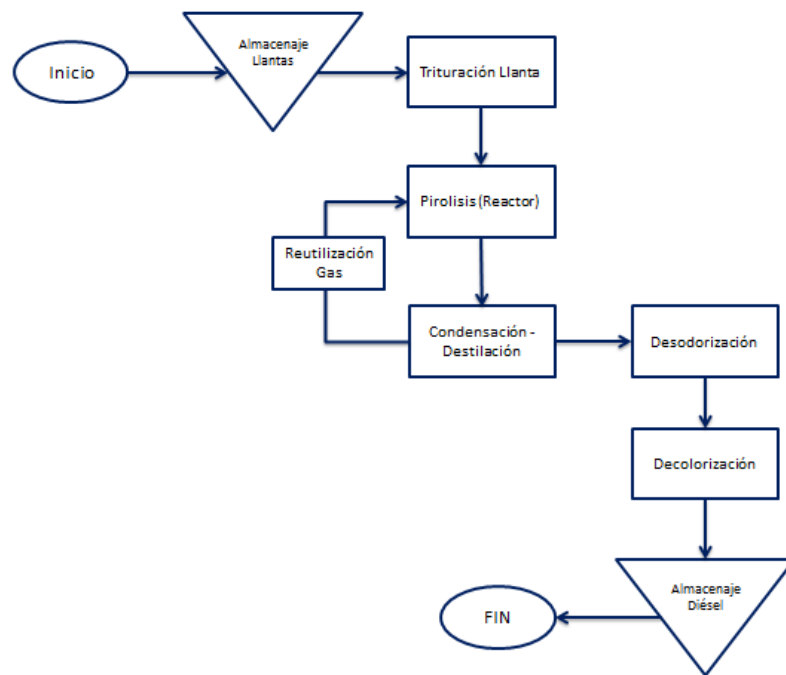 Inicio
Almacenaje
Llantas
Trituración Llanta
Pirolisis (Reactor)
Reutilización
Gas
Condensación -
Destilación
Desodorización
Decolorización
Almacenaje
Diésel
FIN